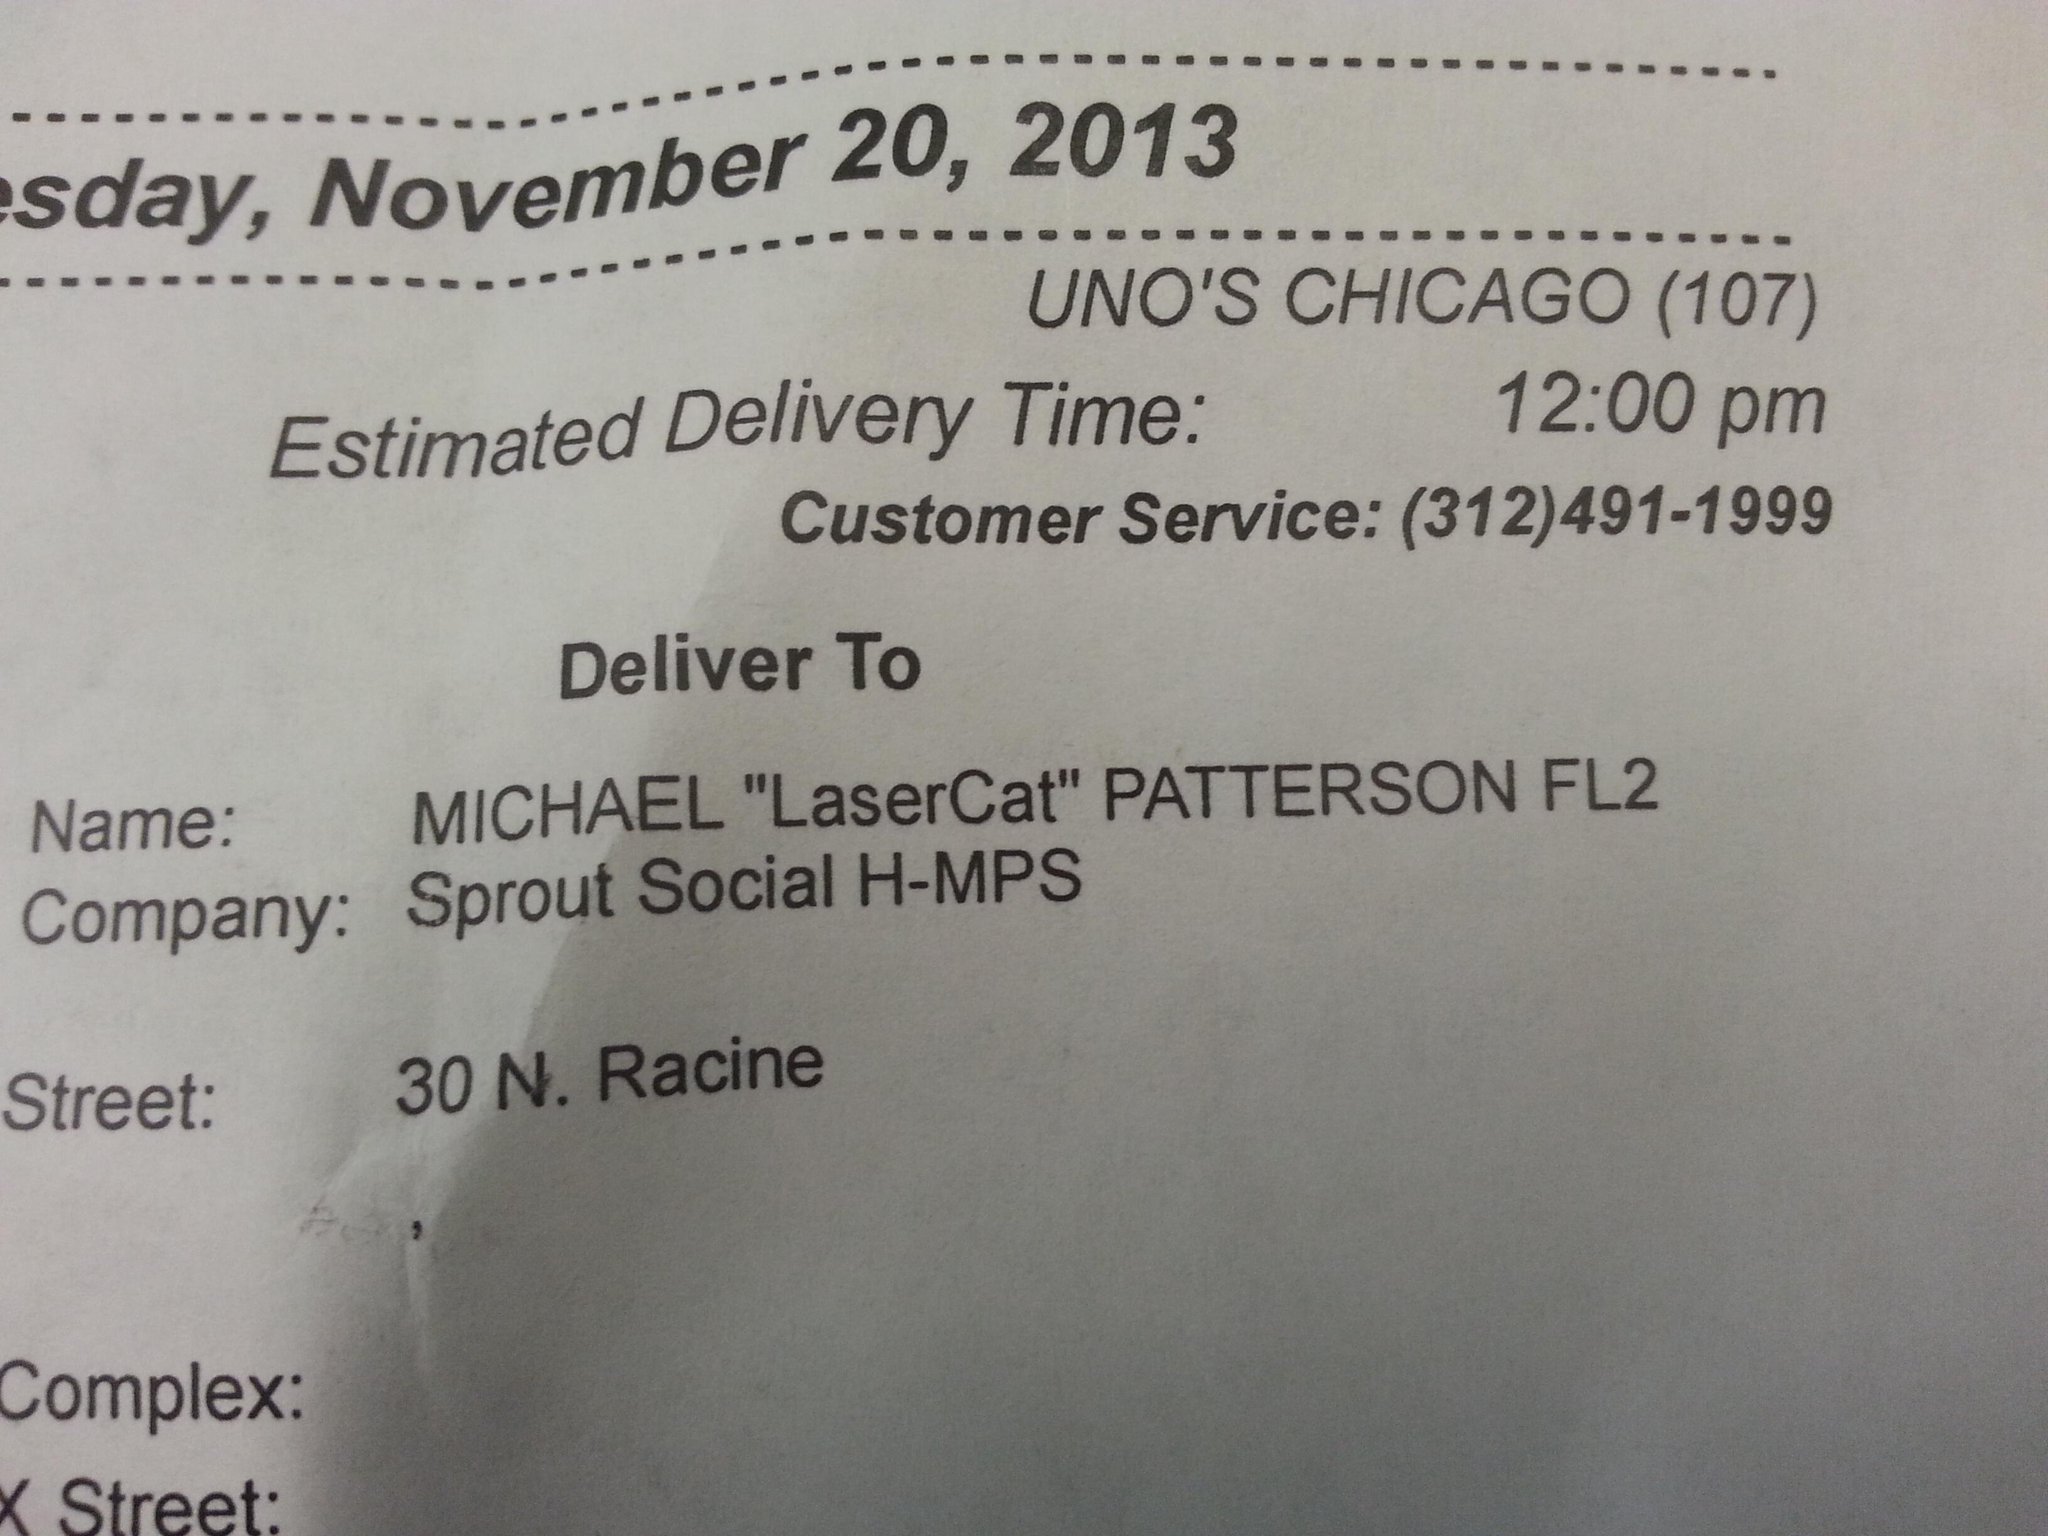 esday, November 20, 2013
UNO'S CHICAGO (107)
Estimated Delivery Time: 12:00 pm
Customer Service: (312)491-1999
Deliver To
Name: MICHAEL "LaserCat" PATTERSON FL2
Company: Sprout Social H-MPS
Street: 30 N. Racine
,
Complex:
X Street: